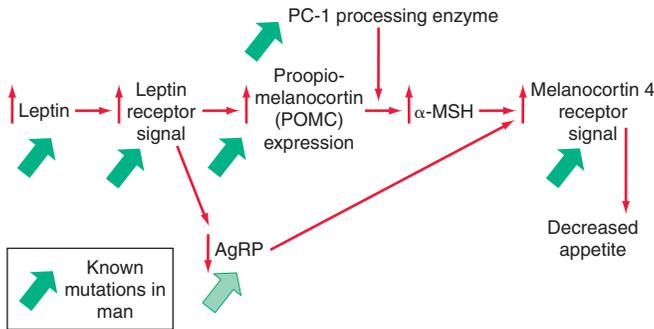 PC-1 processing enzyme
Leptin
Leptin
receptor
signal
Proopio-
melanocortin
(POMC)
expression
α-MSH
Melanocortin 4
receptor
signal
AgRP
Decreased
appetite
Known
mutations in
man